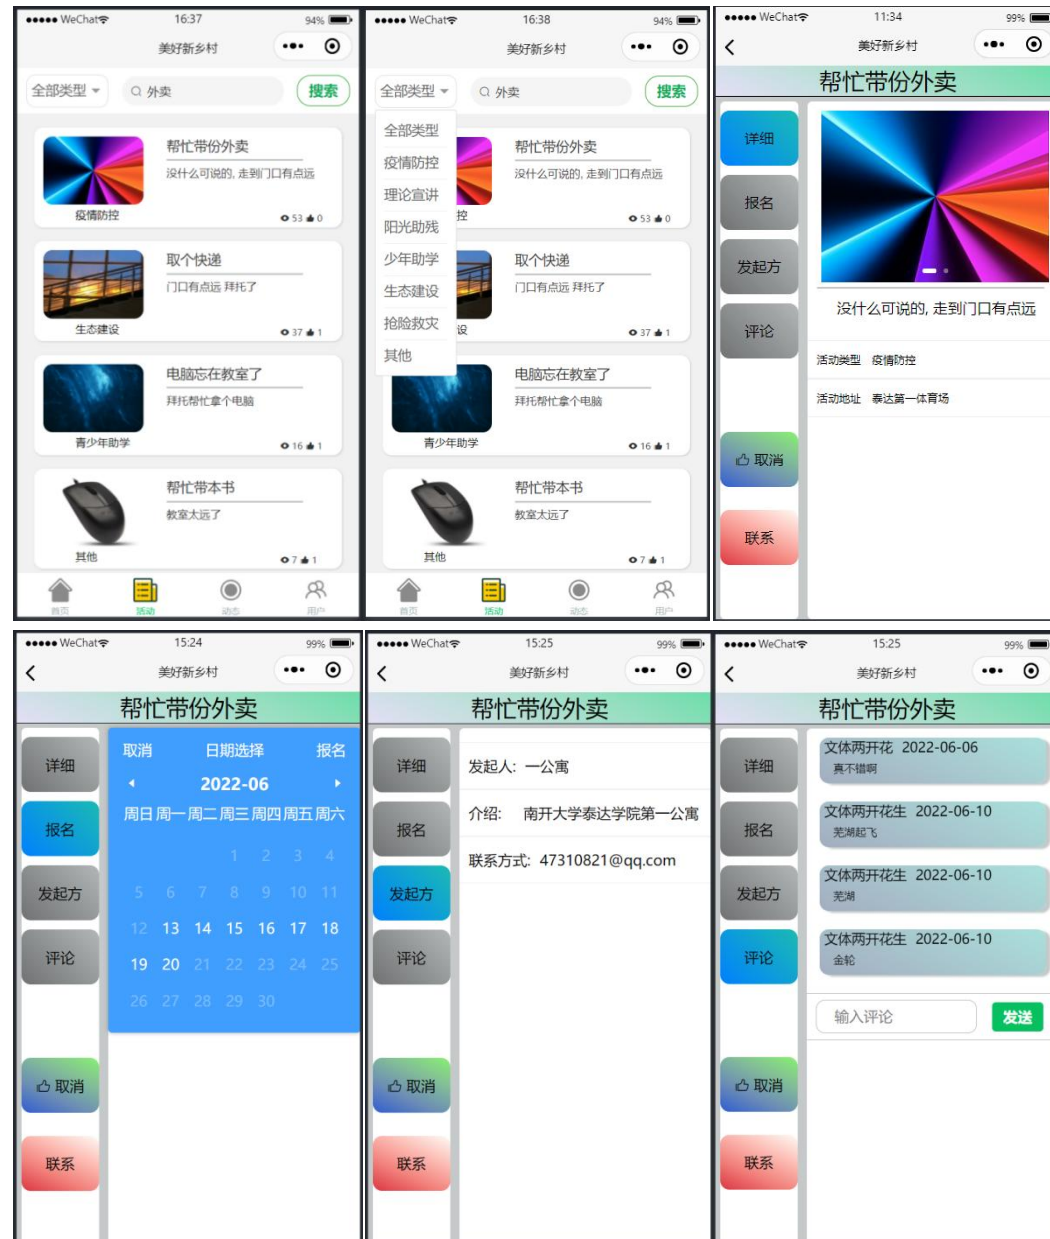 ●●●●● WeChat 16:37 94%
美好新乡村
全部类型 外卖 搜索
帮忙带份外卖
没什么可说的, 走到门口有点远
疫情防控 53 0
取个快递
门口有点远 拜托了
生态建设 37 1
电脑忘在教室了
拜托帮忙拿个电脑
青少年助学 16 1
帮忙带本书
教室太远了
其他 7 1
首页 活动 动态 用户
●●●●● WeChat 16:38 94%
美好新乡村
全部类型 外卖 搜索
全部类型
疫情防控
理论宣讲
阳光助残
少年助学
生态建设
抢险救灾
其他
帮忙带份外卖
没什么可说的, 走到门口有点远
控 53 0
取个快递
门口有点远 拜托了
设 37 1
电脑忘在教室了
拜托帮忙拿个电脑
青少年助学 16 1
帮忙带本书
教室太远了
其他 7 1
首页 活动 动态 用户
●●●●● WeChat 11:34 99%
美好新乡村
帮忙带份外卖
详细
报名
发起方
评论
取消
联系
没什么可说的, 走到门口有点远
活动类型 疫情防控
活动地址 泰达第一体育场
●●●●● WeChat 15:24 99%
美好新乡村
帮忙带份外卖
详细
报名
发起方
评论
取消
联系
取消 日期选择 报名
2022-06
周日 周一 周二 周三 周四 周五 周六
1 2 3 4
5 6 7 8 9 10 11
12 13 14 15 16 17 18
19 20 21 22 23 24 25
26 27 28 29 30
●●●●● WeChat 15:25 99%
美好新乡村
帮忙带份外卖
详细
报名
发起方
评论
取消
联系
发起人: 一公寓
介绍: 南开大学泰达学院第一公寓
联系方式: 47310821@qq.com
●●●●● WeChat 15:25 99%
美好新乡村
帮忙带份外卖
详细
报名
发起方
评论
取消
联系
文体两开花 2022-06-06
真不错啊
文体两开花生 2022-06-10
芜湖起飞
文体两开花生 2022-06-10
芜湖
文体两开花生 2022-06-10
金轮
输入评论 发送